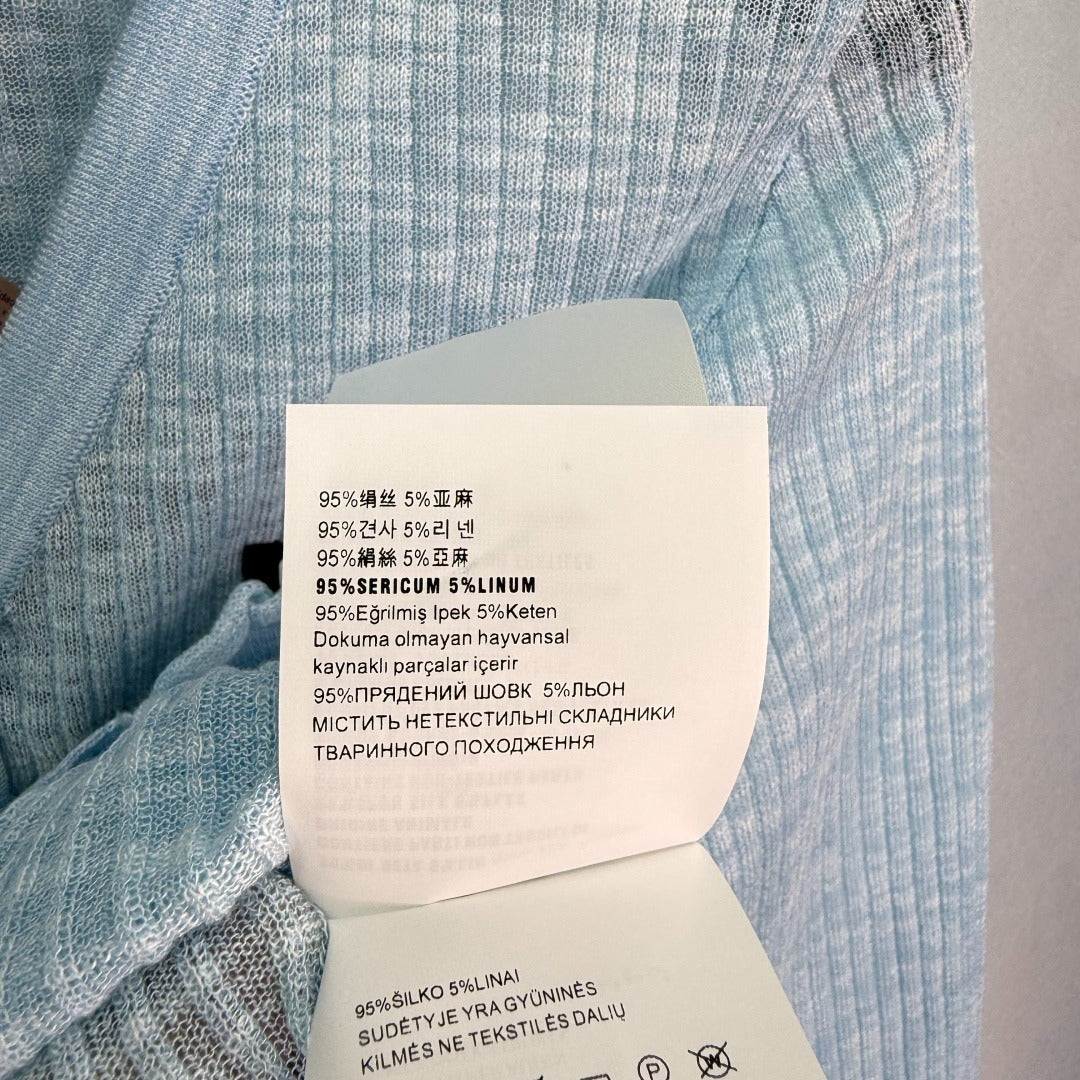 95%绢丝 5%亚麻
95%견사 5%리 넨
95%絹絲 5%亞麻
95%SERICUM 5%LINUM
95%Eğrilmiş Ipek 5%Keten
Dokuma olmayan hayvansal
kaynaklı parçalar içerir
95%ПРЯДЕНИЙ ШОВК 5%ЛЬОН
МІСТИТЬ НЕТЕКСТИЛЬНІ СКЛАДНИКИ
ТВАРИННОГО ПОХОДЖЕННЯ
95%ŠILKO 5%LINAI
SUDĖTYJE YRA GYŪNINĖS
KILMĖS NE TEKSTILĖS DALIŲ
P W